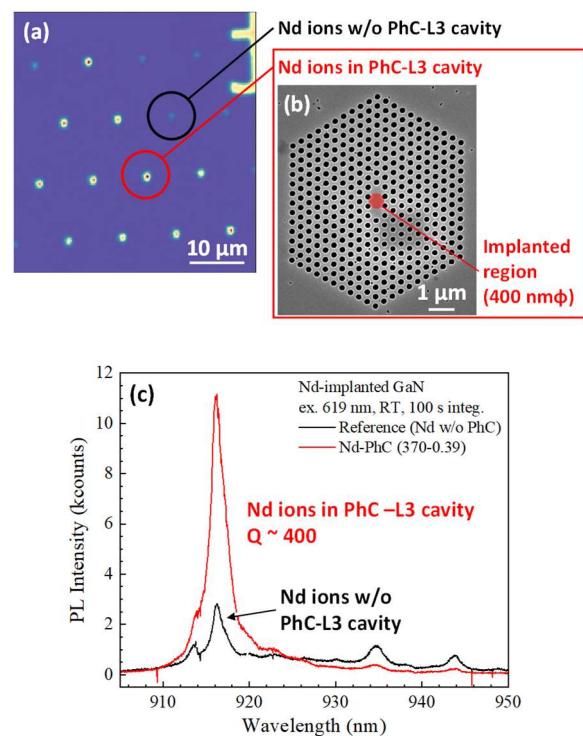 (a)
Nd ions w/o PhC cavity
Nd ions in PhC-L3 cavity
10 μm
(b)
Implanted
region
(400 nmϕ)
1 μm
(c)
12
10
8
6
4
2
0
PL Intensity (kcounts)
Nd-implanted GaN
ex. 619 nm, RT, 100 s integ.
Reference (Nd w/o PhC)
Nd-PhC (370-0.39)
Nd ions in PhC –L3 cavity
Q ~ 400
Nd ions w/o
PhC-L3 cavity
910
920
930
940
950
Wavelength (nm)